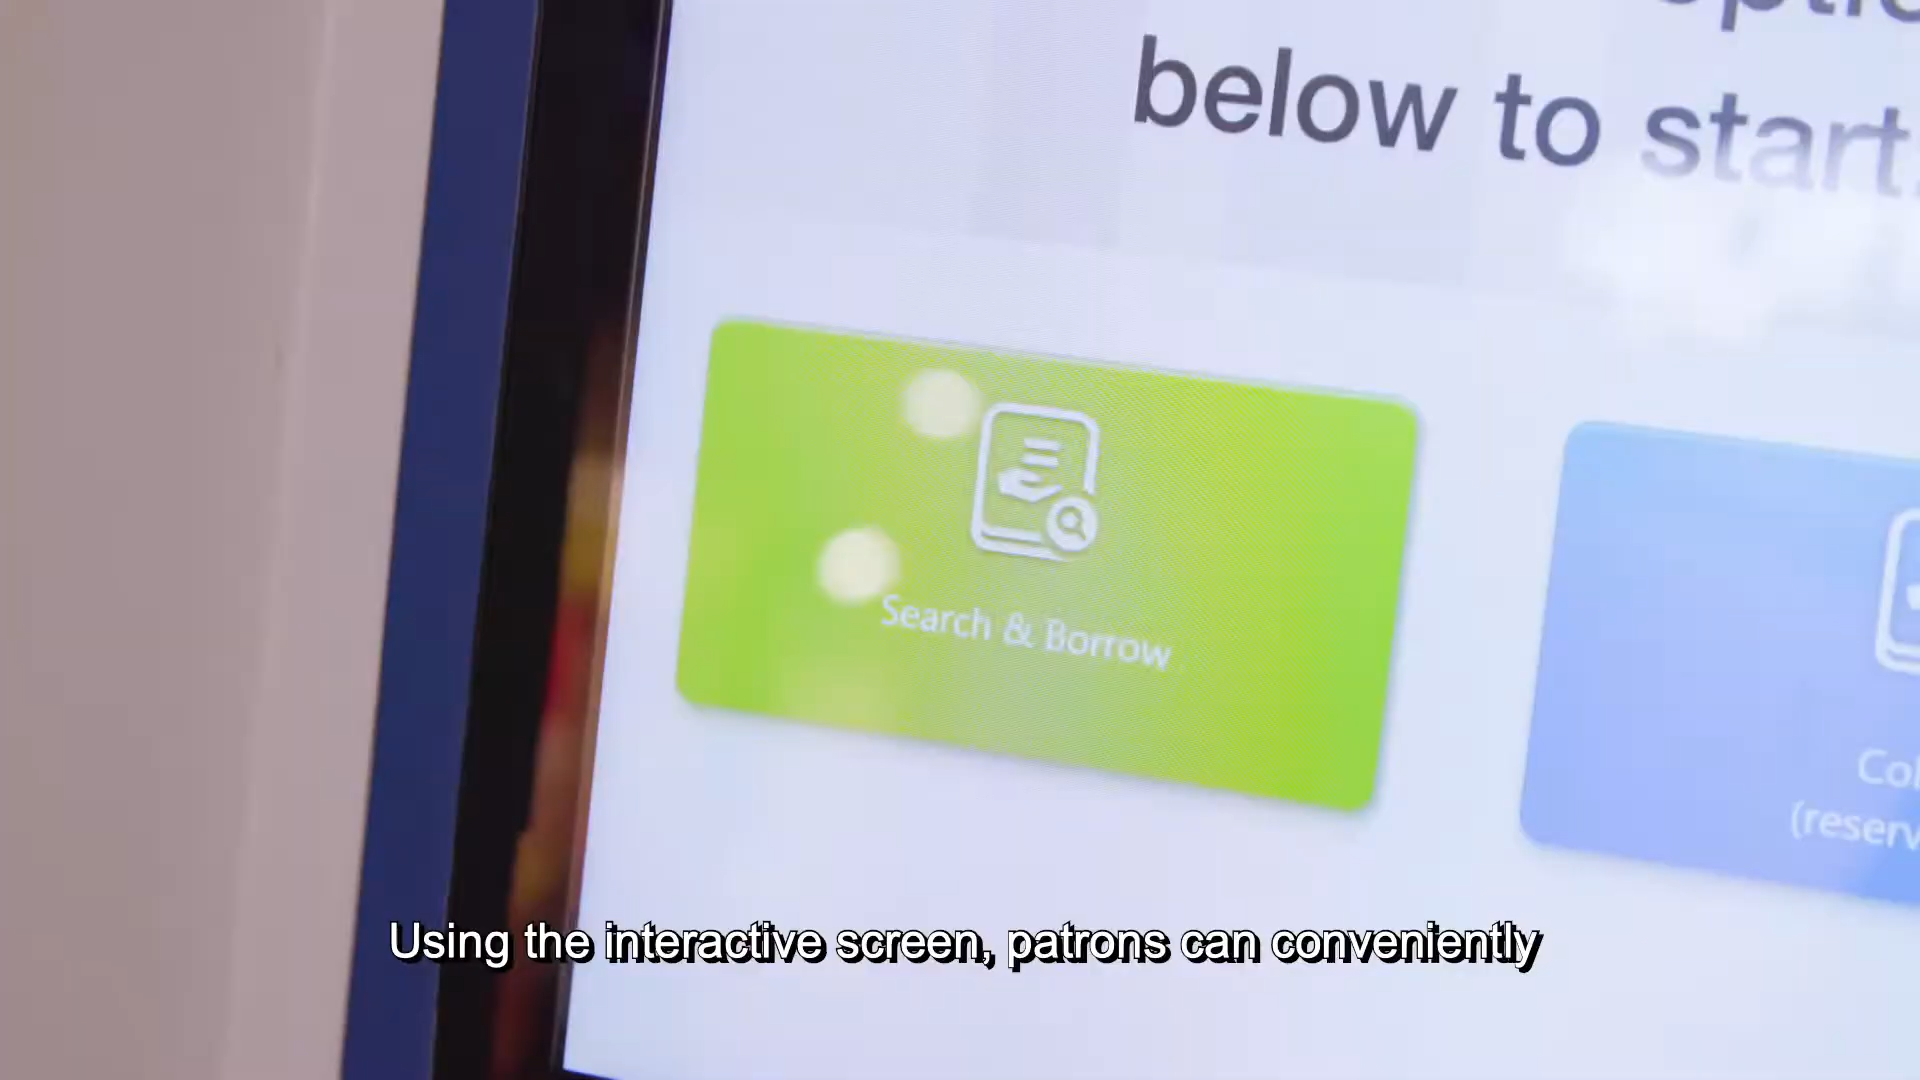 below to start.
Search & Borrow
Using the interactive screen, patrons can conveniently